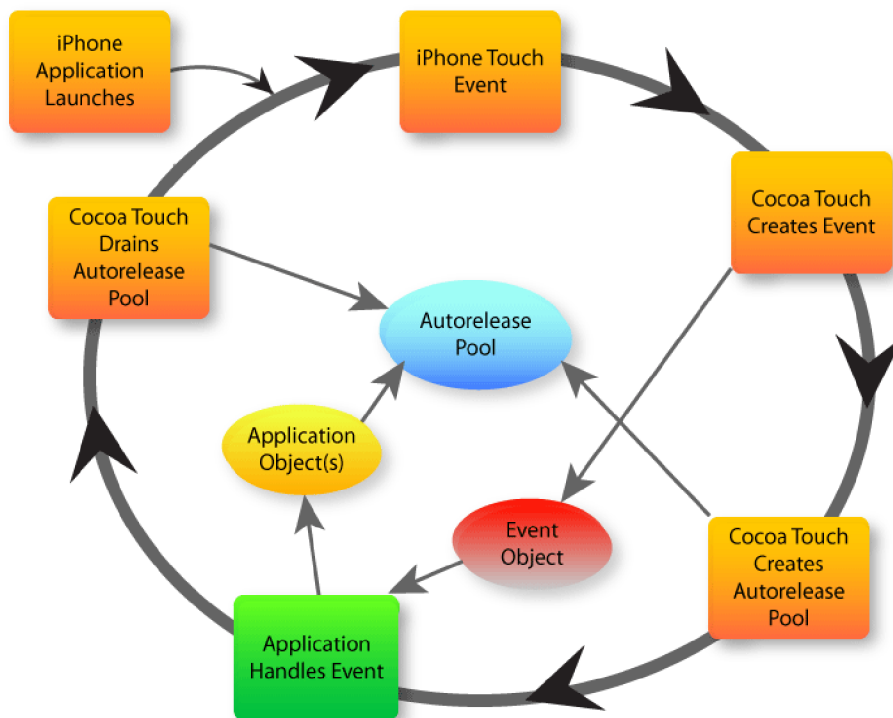 iPhone
Application
Launches
iPhone Touch
Event
Cocoa Touch
Creates Event
Cocoa Touch
Drains
Autorelease
Pool
Autorelease
Pool
Application
Object(s)
Event
Object
Cocoa Touch
Creates
Autorelease
Pool
Application
Handles Event